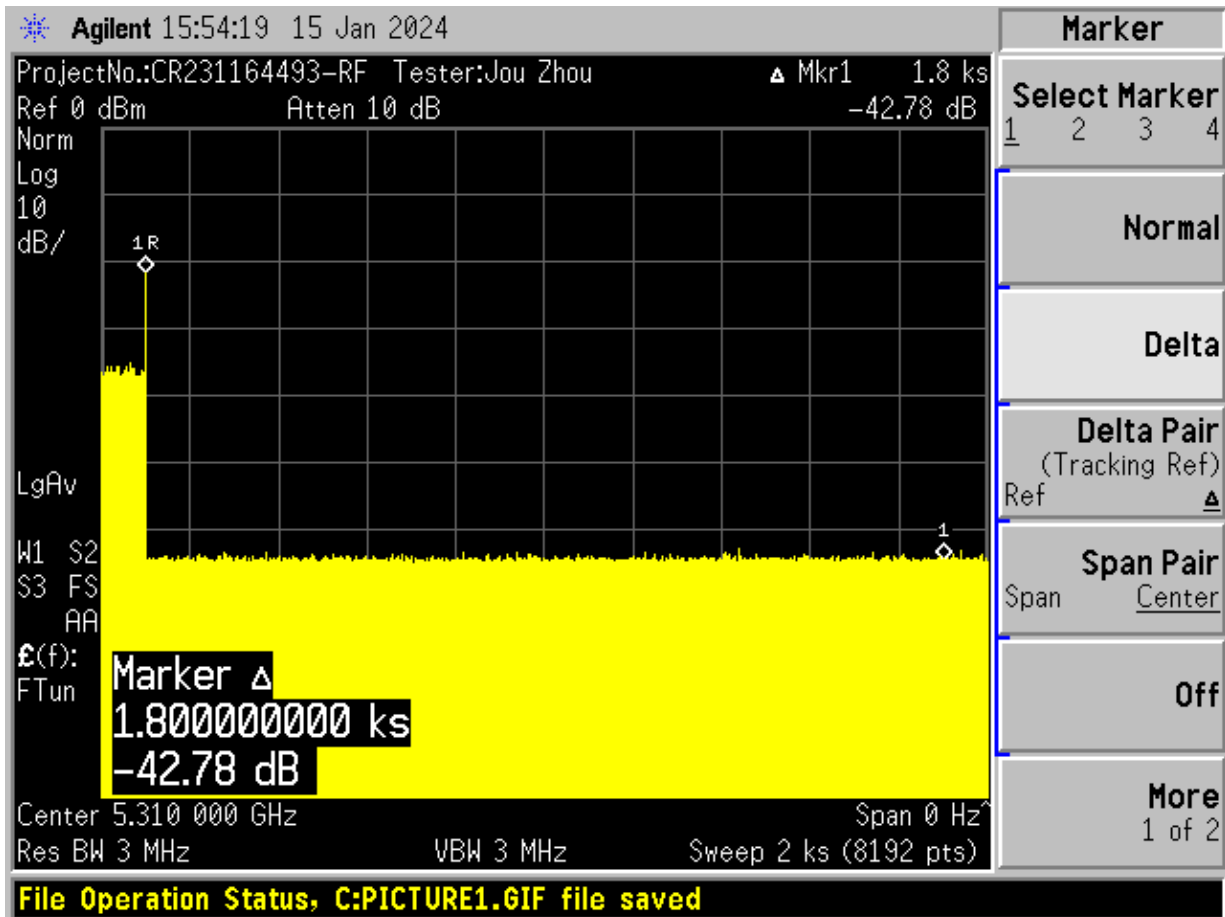 Agilent 15:54:19 15 Jan 2024
Marker
ProjectNo.:CR231164493-RF Tester:Jou Zhou
Δ Mkr1 1.8 ks
Ref 0 dBm Atten 10 dB -42.78 dB
Norm
Log
10
dB/
1R
LgAv
1
W1 S2
S3 FS
AA
£(f):
FTun
Marker Δ
1.800000000 ks
-42.78 dB
Center 5.310 000 GHz Span 0 Hz^
Res BW 3 MHz VBW 3 MHz Sweep 2 ks (8192 pts)
Select Marker
1 2 3 4
Normal
Delta
Delta Pair
(Tracking Ref)
Ref Δ
Span Pair
Span Center
Off
More
1 of 2
File Operation Status, C:PICTURE1.GIF file saved